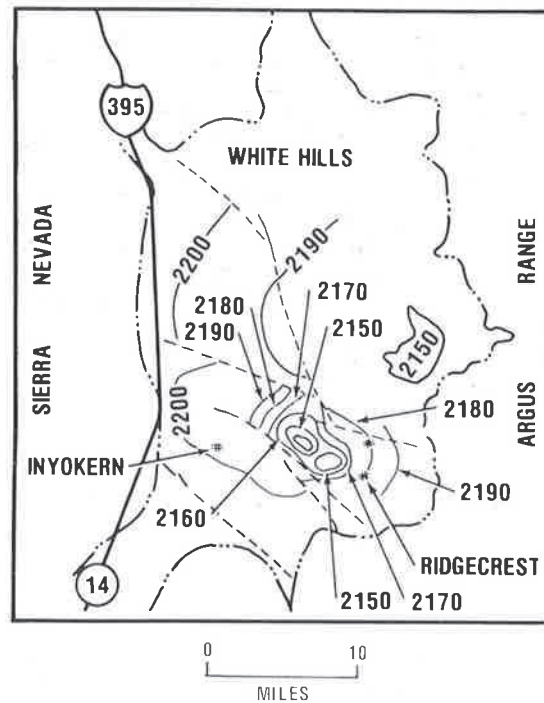 395
WHITE HILLS
NEVADA
SIERRA
RANGE
ARGUS
2200
2190
2180
2170
2190
2150
2150
2200
2180
INYOKERN
2190
2160
RIDGECREST
14
2150
2170
0
10
MILES